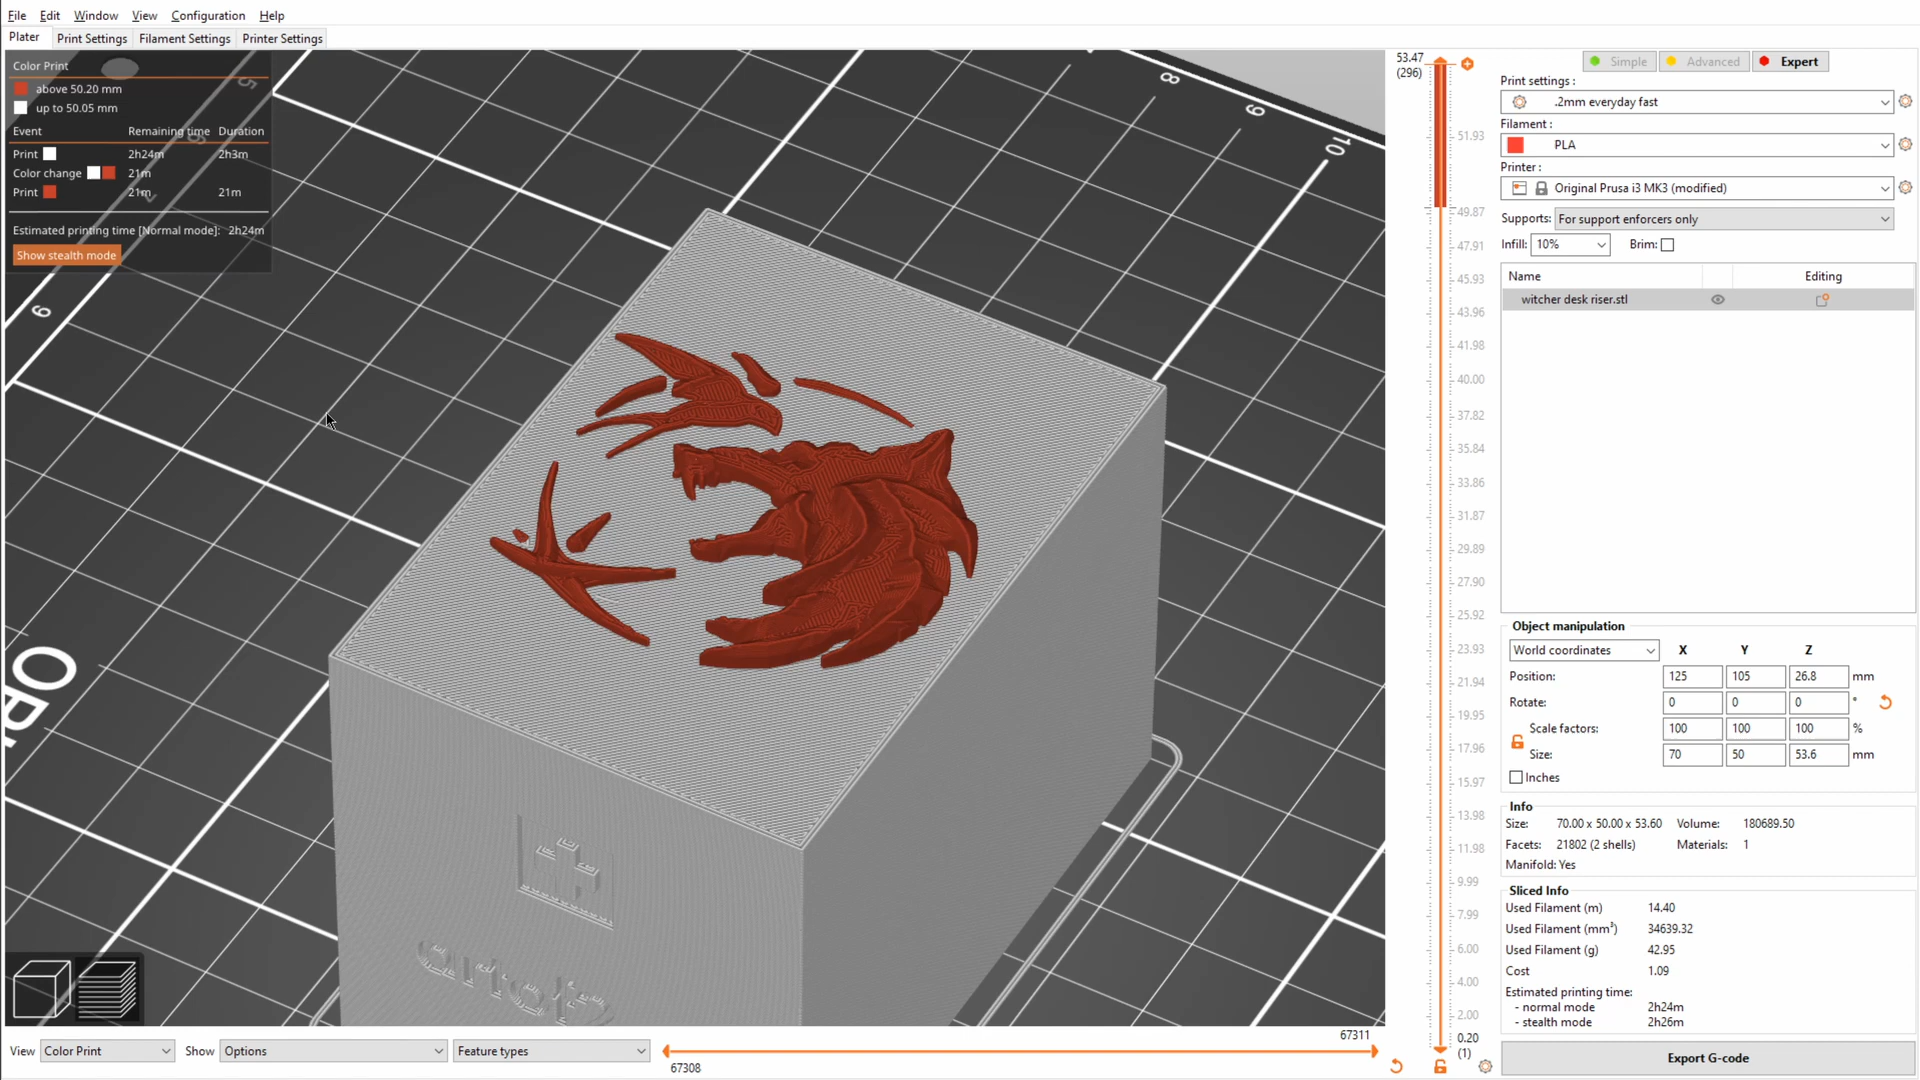 File Edit Window View Configuration Help
Plater Print Settings Filament Settings Printer Settings
Color Print
above 50.20 mm
up to 50.05 mm
Event Remaining time Duration
Print 2h24m 2h3m
Color change 21m
Print 21m 21m
Estimated printing time [Normal mode]: 2h24m
Show stealth mode
5
6
7
8
9
10
9
53.47
(296)
51.93
49.87
47.91
45.93
43.96
41.98
40.00
37.82
35.84
33.86
31.87
29.89
27.90
25.92
23.93
21.94
19.95
17.96
15.97
13.98
11.98
9.99
7.99
6.00
4.00
2.00
0.20
(1)
Simple Advanced Expert
Print settings :
.2mm everyday fast
Filament :
PLA
Printer :
Original Prusa i3 MK3 (modified)
Supports: For support enforcers only
Infill: 10% Brim:
Name Editing
witcher desk riser.stl
Object manipulation
World coordinates X Y Z
Position: 125 105 26.8 mm
Rotate: 0 0 0 °
Scale factors: 100 100 100 %
Size: 70 50 53.6 mm
Inches
Info
Size: 70.00 x 50.00 x 53.60 Volume: 180689.50
Facets: 21802 (2 shells) Materials: 1
Manifold: Yes
Sliced Info
Used Filament (m) 14.40
Used Filament (mm³) 34639.32
Used Filament (g) 42.95
Cost 1.09
Estimated printing time:
- normal mode 2h24m
- stealth mode 2h26m
Export G-code
View Color Print Show Options Feature types
67311
67308